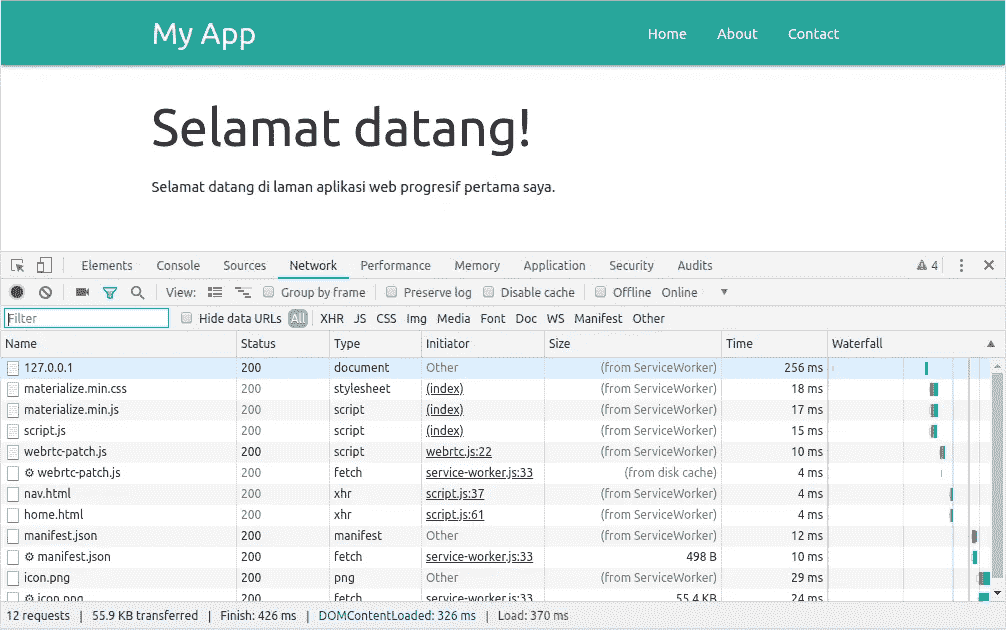 My App Home About Contact
Selamat datang!
Selamat datang di laman aplikasi web progresif pertama saya.
Elements Console Sources Network Performance Memory Application Security Audits 4
View: Group by frame Preserve log Disable cache Offline Online
Filter Hide data URLs All XHR JS CSS Img Media Font Doc WS Manifest Other
Name Status Type Initiator Size Time Waterfall
127.0.0.1 200 document Other (from ServiceWorker) 256 ms
materialize.min.css 200 stylesheet (index) (from ServiceWorker) 18 ms
materialize.min.js 200 script (index) (from ServiceWorker) 17 ms
script.js 200 script (index) (from ServiceWorker) 15 ms
webrtc-patch.js 200 script webrtc.js:22 (from ServiceWorker) 10 ms
webrtc-patch.js 200 fetch service-worker.js:33 (from disk cache) 4 ms
nav.html 200 xhr script.js:37 (from ServiceWorker) 4 ms
home.html 200 xhr script.js:61 (from ServiceWorker) 4 ms
manifest.json 200 manifest Other (from ServiceWorker) 12 ms
manifest.json 200 fetch service-worker.js:33 498 B 10 ms
icon.png 200 png Other (from ServiceWorker) 29 ms
icon.png 200 fetch service-worker.js:33 55.4 KB 24 ms
12 requests | 55.9 KB transferred | Finish: 426 ms | DOMContentLoaded: 326 ms | Load: 370 ms